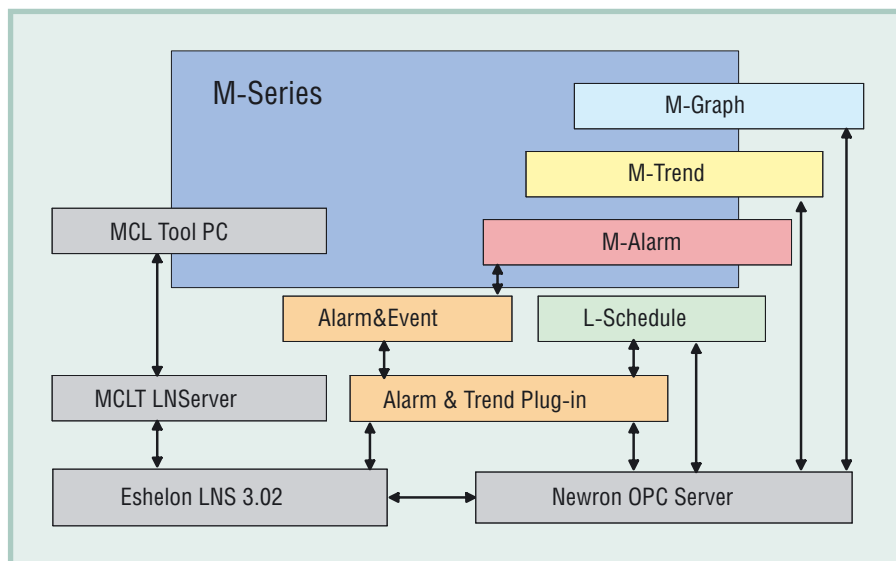 M-Series
M-Graph
M-Trend
MCL Tool PC
M-Alarm
Alarm&Event
L-Schedule
MCLT LNServer
Alarm & Trend Plug-in
Eshelon LNS 3.02
Newron OPC Server